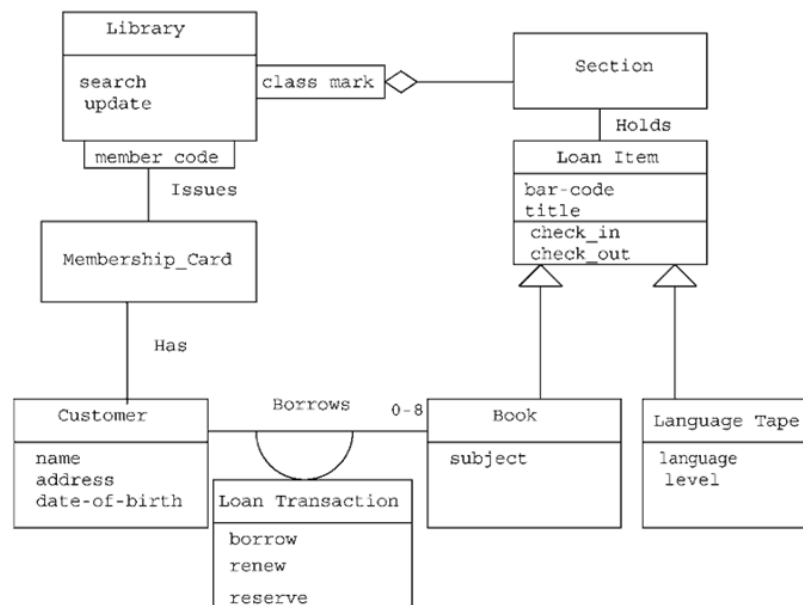 Library
search
update
class mark
member code
Section
Holds
Loan Item
bar-code
title
check_in
check_out
Issues
Membership_Card
Has
Customer
name
address
date-of-birth
Borrows
0-8
Loan Transaction
borrow
renew
reserve
Book
subject
Language Tape
language
level